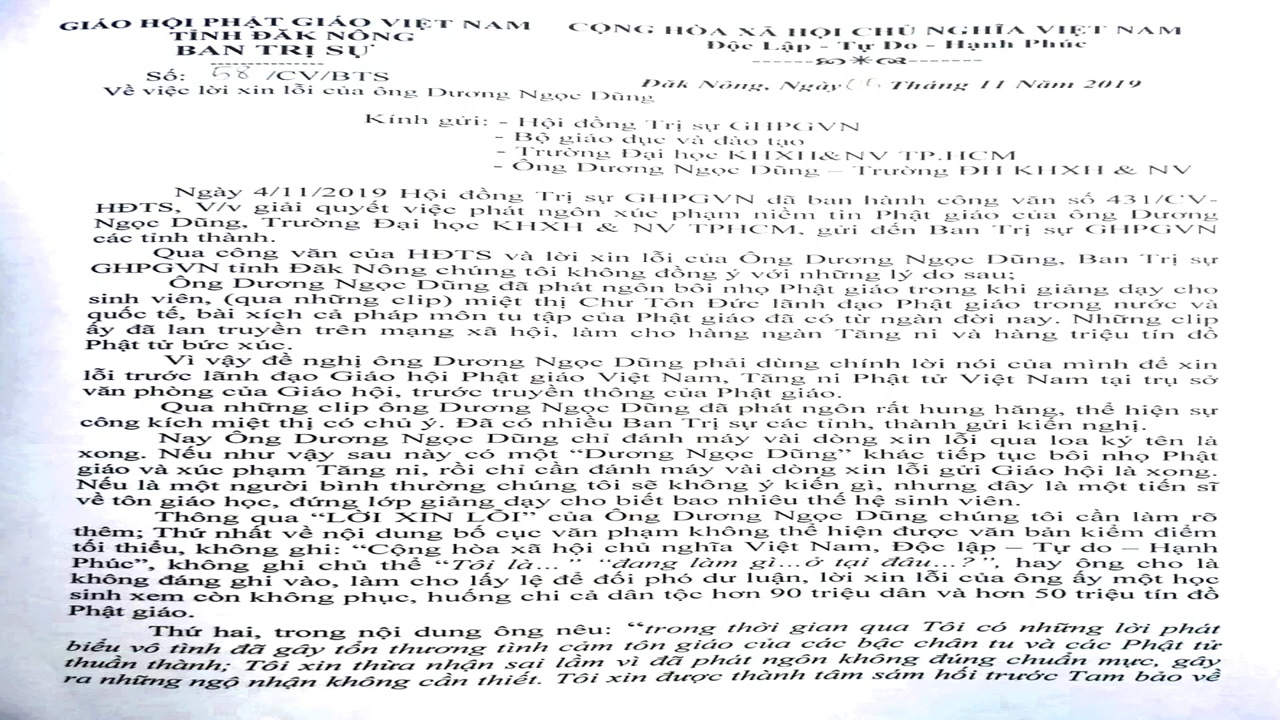 GIÁO HỘI PHẬT GIÁO VIỆT NAM
TỈNH ĐĂK NÔNG
BAN TRỊ SỰ
CỘNG HÒA XÃ HỘI CHỦ NGHĨA VIỆT NAM
Độc Lập - Tự Do - Hạnh Phúc
Số: 58 /CV/BTS
Về việc lời xin lỗi của ông Dương Ngọc Dũng
Đăk Nông, Ngày Tháng 11 Năm 2019
Kính gửi: - Hội đồng Trị sự GHPGVN
- Bộ giáo dục và đào tạo
- Trường Đại học KHXH&NV TP.HCM
- Ông Dương Ngọc Dũng – Trường ĐH KHXH & NV
Ngày 4/11/2019 Hội đồng Trị sự GHPGVN đã ban hành công văn số 431/CV-
HĐTS, V/v giải quyết việc phát ngôn xúc phạm niềm tin Phật giáo của ông Dương
Ngọc Dũng, Trường Đại học KHXH & NV TPHCM, gửi đến Ban Trị sự GHPGVN
các tỉnh thành.
Qua công văn của HĐTS và lời xin lỗi của Ông Dương Ngọc Dũng, Ban Trị sự
GHPGVN tỉnh Đăk Nông chúng tôi không đồng ý với những lý do sau;
Ông Dương Ngọc Dũng đã phát ngôn bôi nhọ Phật giáo trong khi giảng dạy cho
sinh viên, (qua những clip) miệt thị Chư Tôn Đức lãnh đạo Phật giáo trong nước và
quốc tế, bài xích cả pháp môn tu tập của Phật giáo đã có từ ngàn đời nay. Những clip
ấy đã lan truyền trên mạng xã hội, làm cho hàng ngàn Tăng ni và hàng triệu tín đồ
Phật tử bức xúc.
Vì vậy đề nghị ông Dương Ngọc Dũng phải dùng chính lời nói của mình để xin
lỗi trước lãnh đạo Giáo hội Phật giáo Việt Nam, Tăng ni Phật tử Việt Nam tại trụ sở
văn phòng của Giáo hội, trước truyền thông của Phật giáo.
Qua những clip ông Dương Ngọc Dũng đã phát ngôn rất hung hăng, thể hiện sự
công kích miệt thị có chủ ý. Đã có nhiều Ban Trị sự các tỉnh, thành gửi kiến nghị.
Nay Ông Dương Ngọc Dũng chỉ đánh máy vài dòng xin lỗi qua loa ký tên là
xong. Nếu như vậy sau này có một “Dương Ngọc Dũng” khác tiếp tục bôi nhọ Phật
giáo và xúc phạm Tăng ni, rồi chỉ cần đánh máy vài dòng xin lỗi gửi Giáo hội là xong.
Nếu là một người bình thường chúng tôi sẽ không ý kiến gì, nhưng đây là một tiến sĩ
về tôn giáo học, đứng lớp giảng dạy cho biết bao nhiêu thế hệ sinh viên.
Thông qua “LỜI XIN LỖI” của Ông Dương Ngọc Dũng chúng tôi cần làm rõ
thêm; Thứ nhất về nội dung bố cục văn phạm không thể hiện được văn bản kiểm điểm
tối thiểu, không ghi: “Cộng hòa xã hội chủ nghĩa Việt Nam, Độc lập – Tự do – Hạnh
Phúc”, không ghi chủ thể “Tôi là...” “đang làm gì...ở tại đâu...?”, hay ông cho là
không đáng ghi vào, làm cho lấy lệ để đối phó dư luận, lời xin lỗi của ông ấy một học
sinh xem còn không phục, huống chi cả dân tộc hơn 90 triệu dân và hơn 50 triệu tín đồ
Phật giáo.
Thứ hai, trong nội dung ông nêu: “trong thời gian qua Tôi có những lời phát
biểu vô tình đã gây tổn thương tình cảm tôn giáo của các bậc chân tu và các Phật tử
thuần thành; Tôi xin thừa nhận sai lầm vì đã phát ngôn không đúng chuẩn mực, gây
ra những ngộ nhận không cần thiết. Tôi xin được thành tâm sám hối trước Tam bảo về